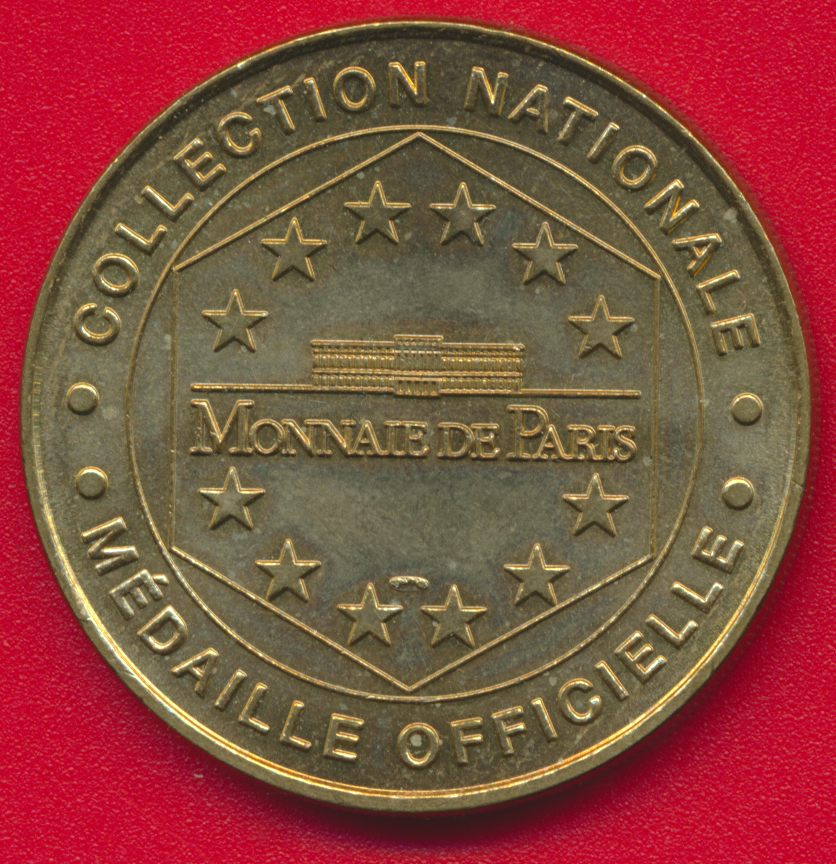 COLLECTION NATIONALE
MONNAIE DE PARIS
MÉDAILLE OFFICIELLE